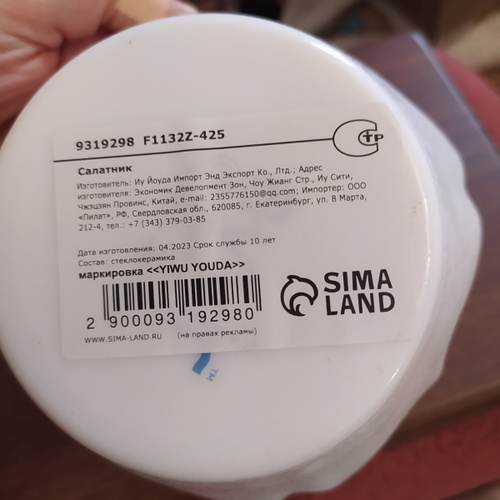 9319298 F1132Z-425
СТР
Салатник
Изготовитель: Иу Йоуда Импорт Энд Экспорт Ко., Лтд.; Адрес
изготовителя: Экономик Девелопмент Зон, Чоу Жианг Стр., Иу Сити,
Чжэцзян Провинс, Китай, e-mail: 2355776150@qq.com; Импортер: ООО
«Пилат», РФ, Свердловская обл., 620085, г. Екатеринбург, ул. 8 Марта,
212-4, тел.: +7 (343) 379-03-85
Дата изготовления: 04.2023 Срок службы 10 лет
Состав: стеклокерамика
маркировка <<YIWU YOUDA>>
2 900093 192980
SIMA
LAND
WWW.SIMA-LAND.RU (на правах рекламы)
TM